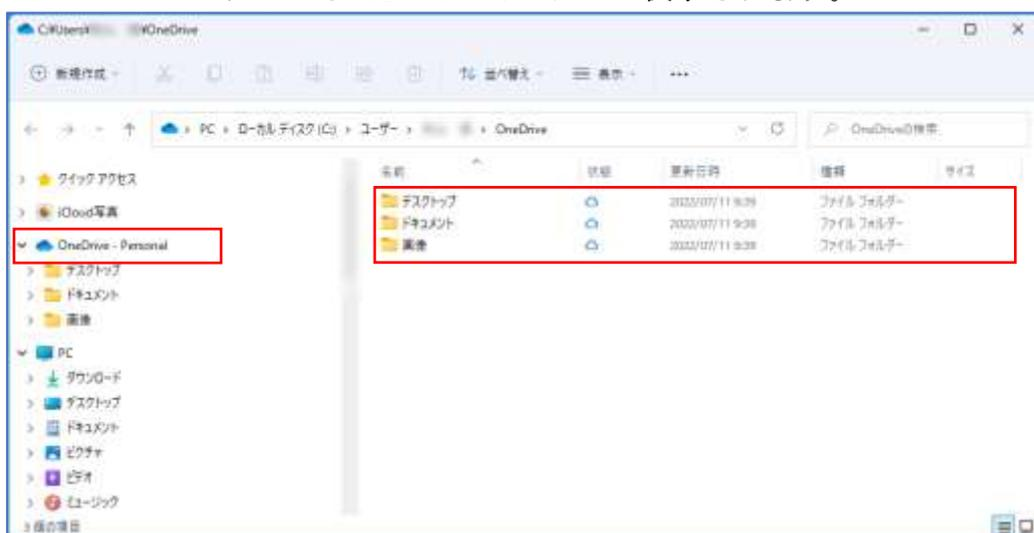 C:¥Users¥ ¥OneDrive
新規作成 並べ替え 表示 ...
PC › ローカル ディスク (C:) › ユーザー › › OneDrive
OneDriveの検索
名前 状態 更新日時 種類 サイズ
クイック アクセス
iCloud写真
OneDrive - Personal
デスクトップ
ドキュメント
画像
PC
ダウンロード
デスクトップ
ドキュメント
ピクチャ
ビデオ
ミュージック
3 個の項目
デスクトップ 2022/07/11 9:39 ファイル フォルダー
ドキュメント 2022/07/11 9:38 ファイル フォルダー
画像 2022/07/11 9:38 ファイル フォルダー